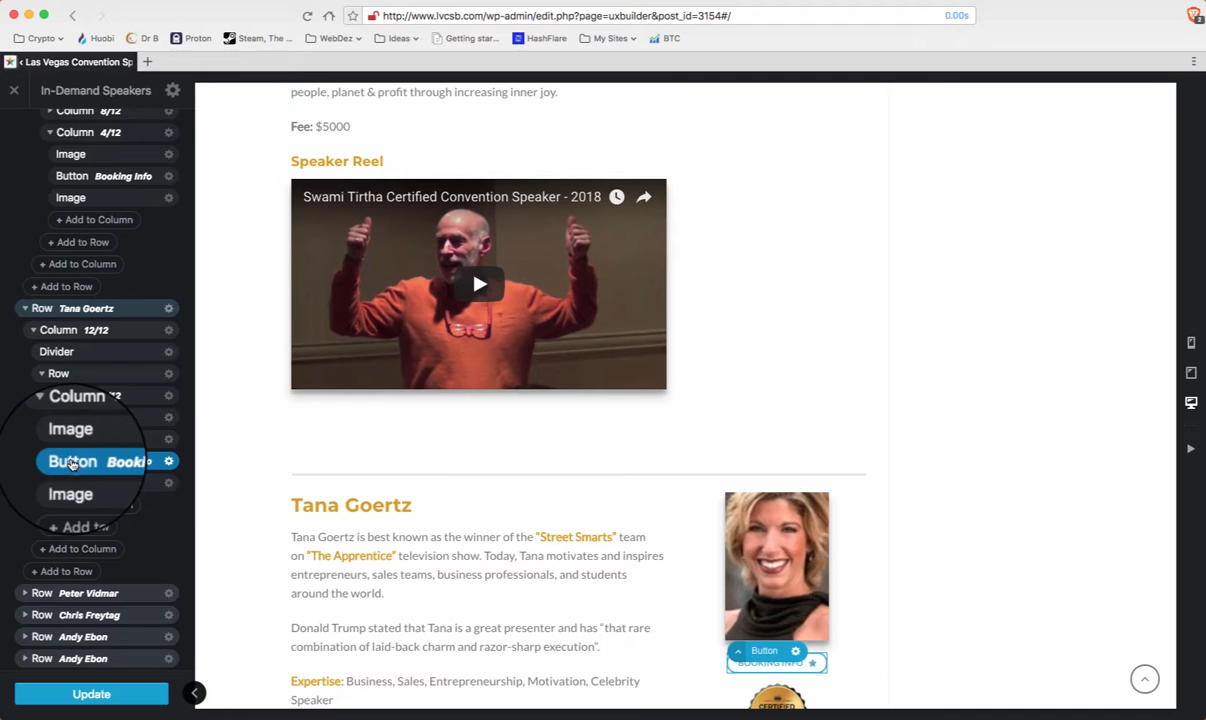 http://www.lvcsb.com/wp-admin/edit.php?page=uxbuilder&post_id=3154#/
0.00s
2
Crypto
Huobi
Dr B
Proton
Steam, The ...
WebDez
Ideas
Getting star...
HashFlare
My Sites
BTC
‹ Las Vegas Convention Sp
In-Demand Speakers
Column 8/12
Column 4/12
Image
Button Booking Info
Image
+ Add to Column
+ Add to Row
+ Add to Column
+ Add to Row
Row Tana Goertz
Column 12/12
Divider
Row
Column
Image
Button
Image
+ Add to
+ Add to Column
+ Add to Row
Row Peter Vidmar
Row Chris Freytag
Row Andy Ebon
Row Andy Ebon
Update
people, planet & profit through increasing inner joy.
Fee: $5000
Speaker Reel
Swami Tirtha Certified Convention Speaker - 2018
Tana Goertz
Tana Goertz is best known as the winner of the "Street Smarts" team
on "The Apprentice" television show. Today, Tana motivates and inspires
entrepreneurs, sales teams, business professionals, and students
around the world.
Donald Trump stated that Tana is a great presenter and has "that rare
combination of laid-back charm and razor-sharp execution".
Expertise: Business, Sales, Entrepreneurship, Motivation, Celebrity
Speaker
Button
BOOKING INFO
CERTIFIED